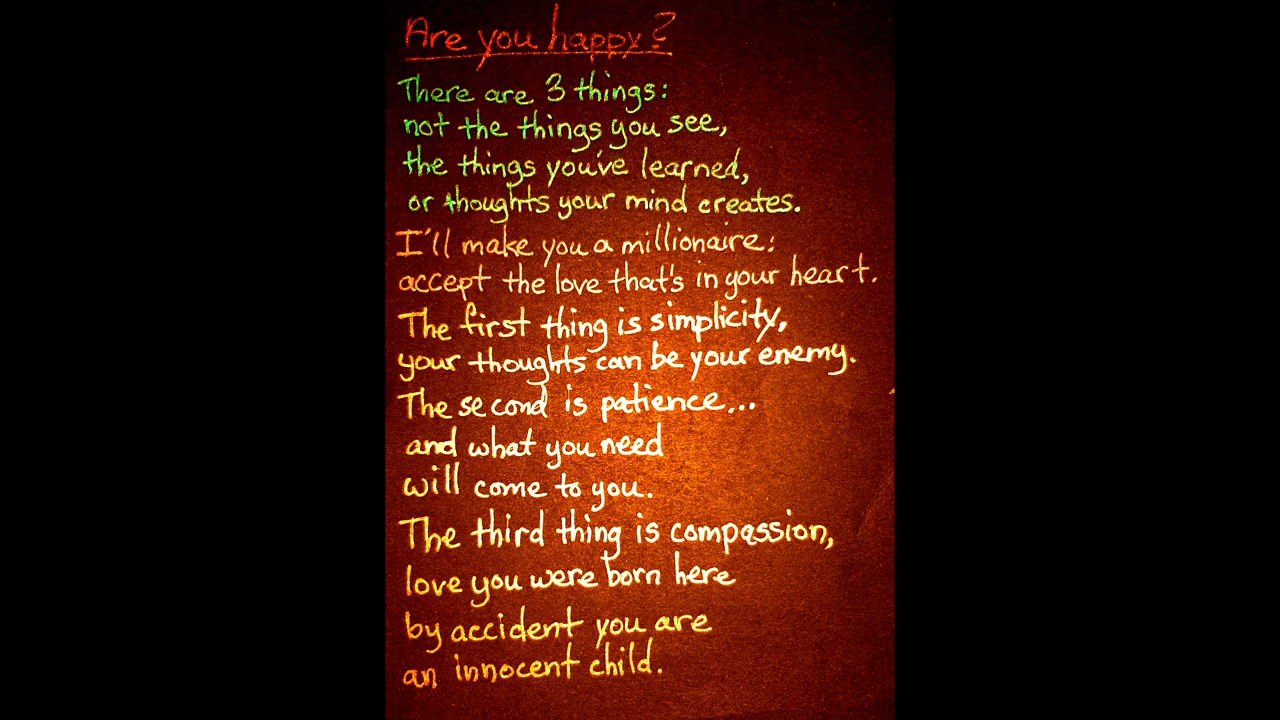 Are you happy?
There are 3 things:
not the things you see,
the things you've learned,
or thoughts your mind creates.
I'll make you a millionaire:
accept the love that's in your heart.
The first thing is simplicity,
your thoughts can be your enemy.
The second is patience...
and what you need
will come to you.
The third thing is compassion,
love you were born here
by accident you are
an innocent child.